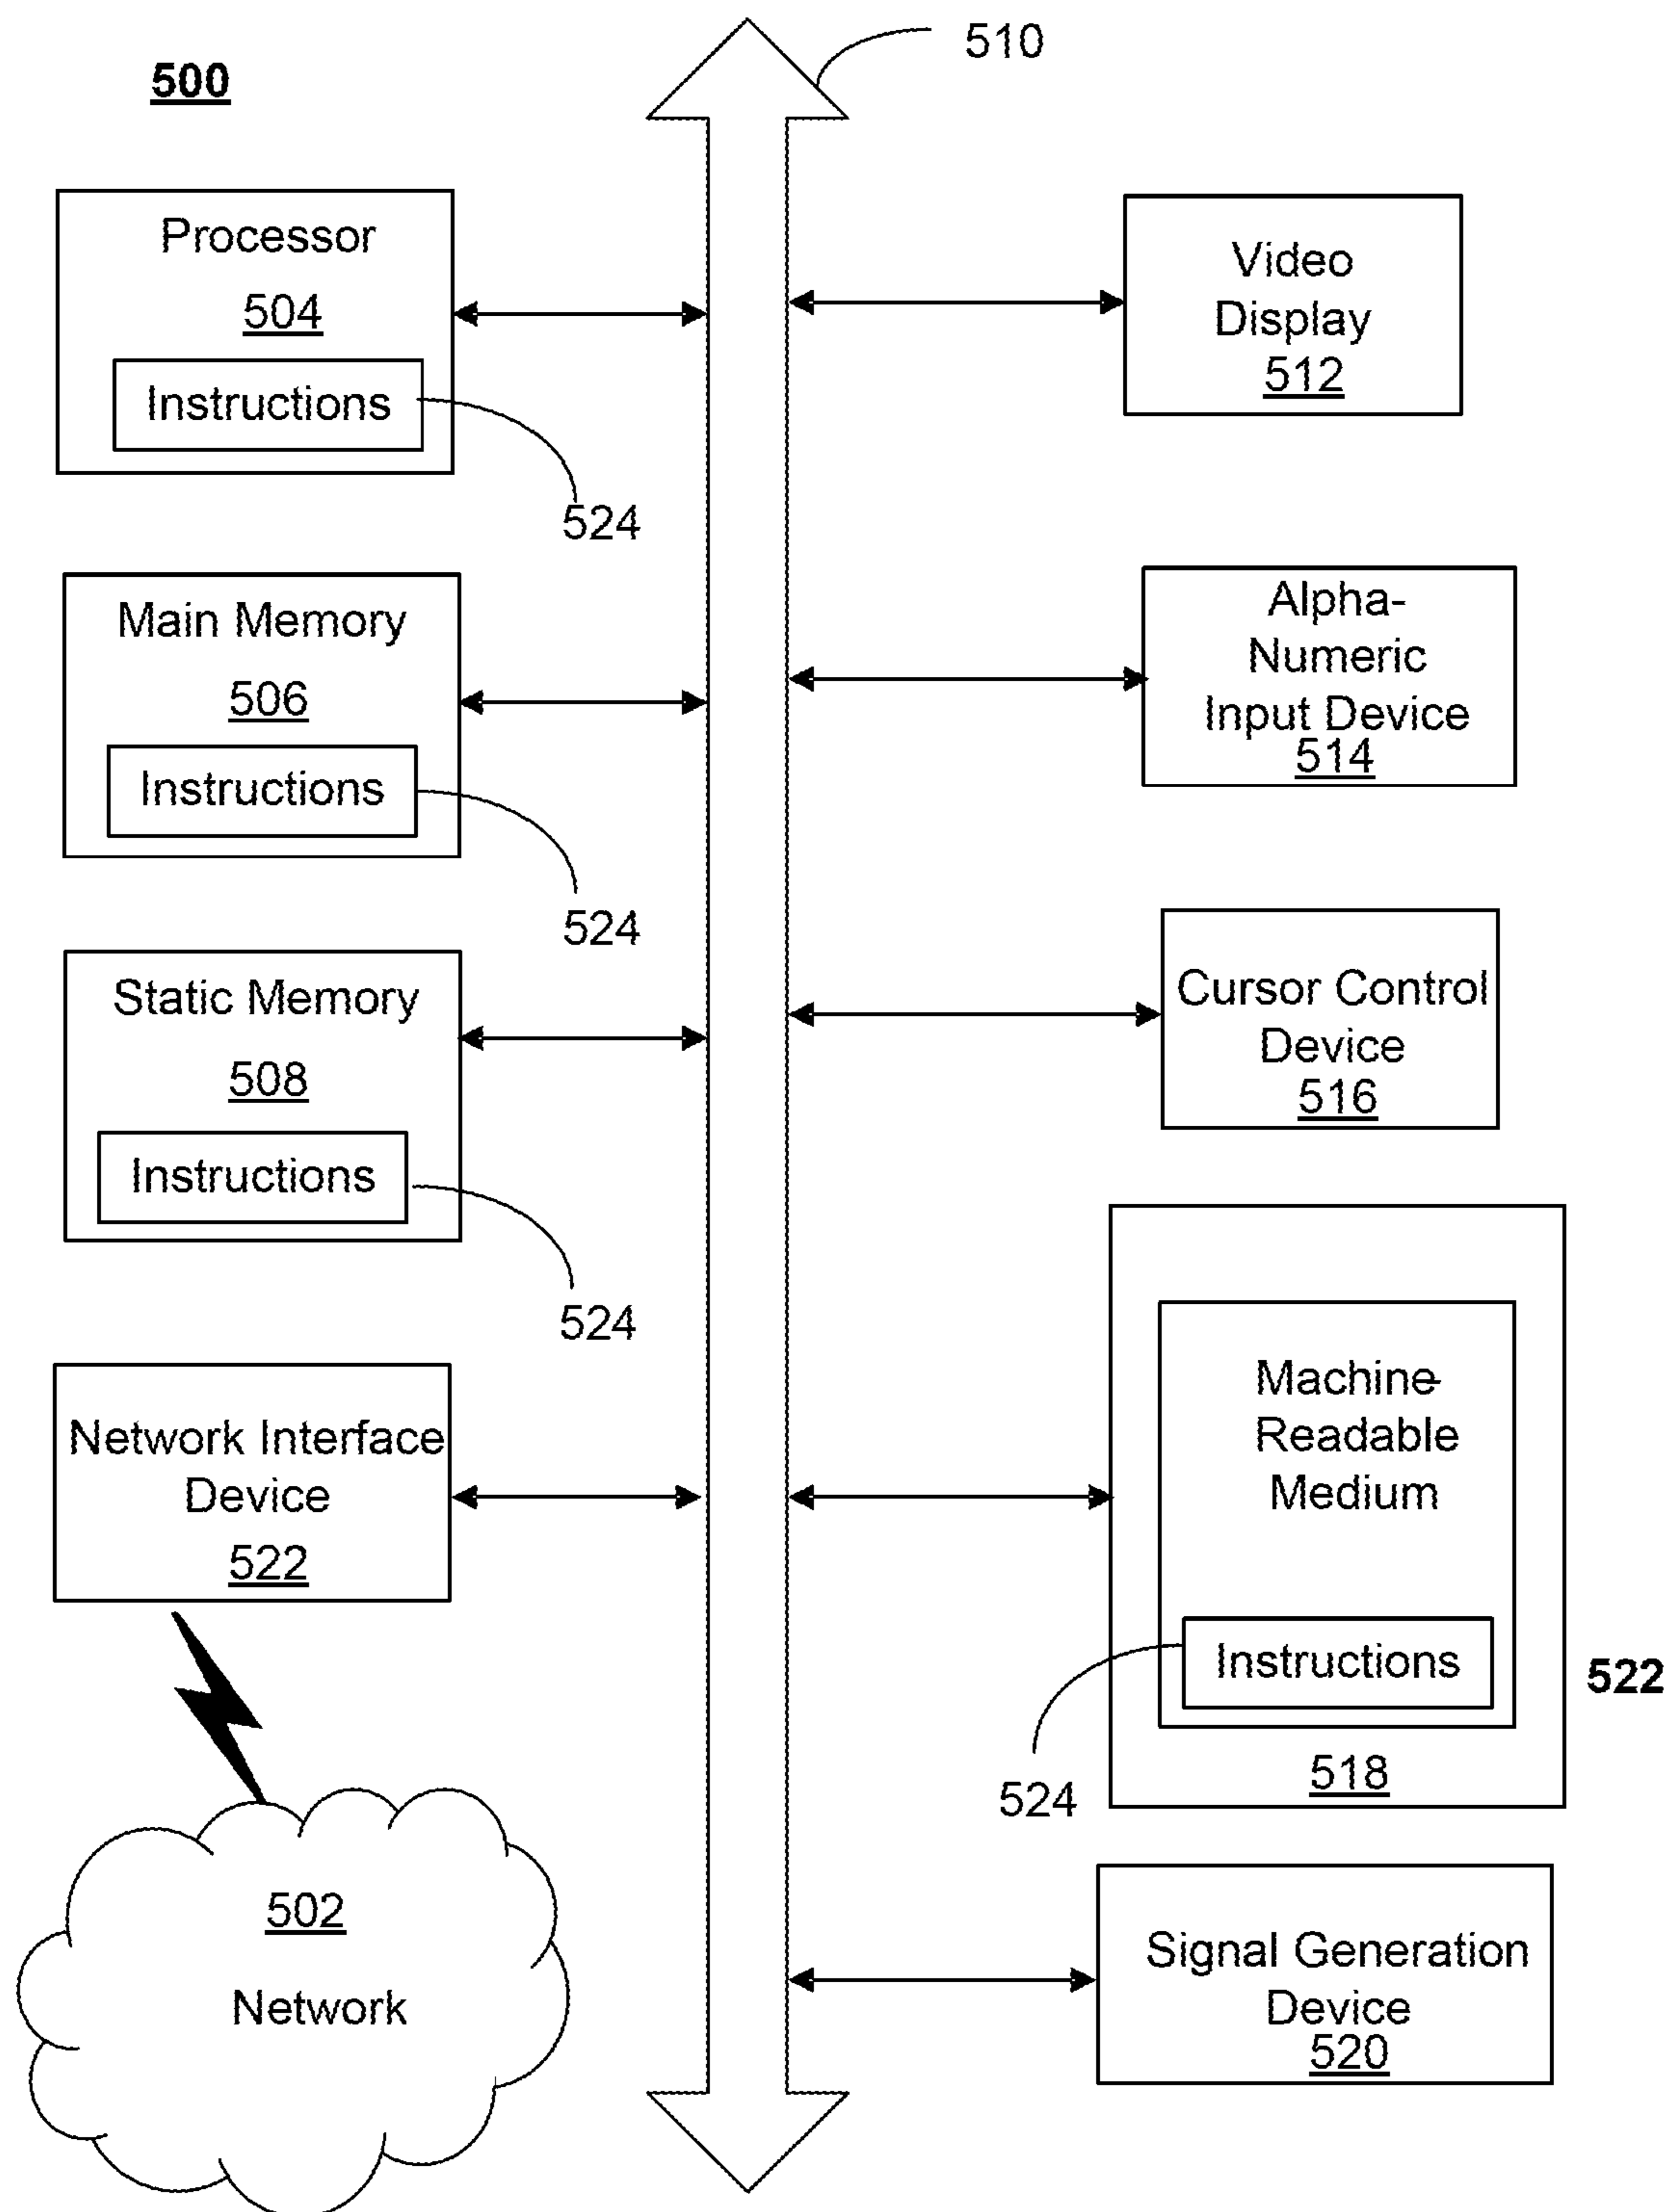 500
510
Processor
504
Instructions
524
Main Memory
506
Instructions
524
Static Memory
508
Instructions
524
Network Interface
Device
522
502
Network
Video
Display
512
Alpha-
Numeric
Input Device
514
Cursor Control
Device
516
Machine-
Readable
Medium
Instructions
524
518
522
Signal Generation
Device
520